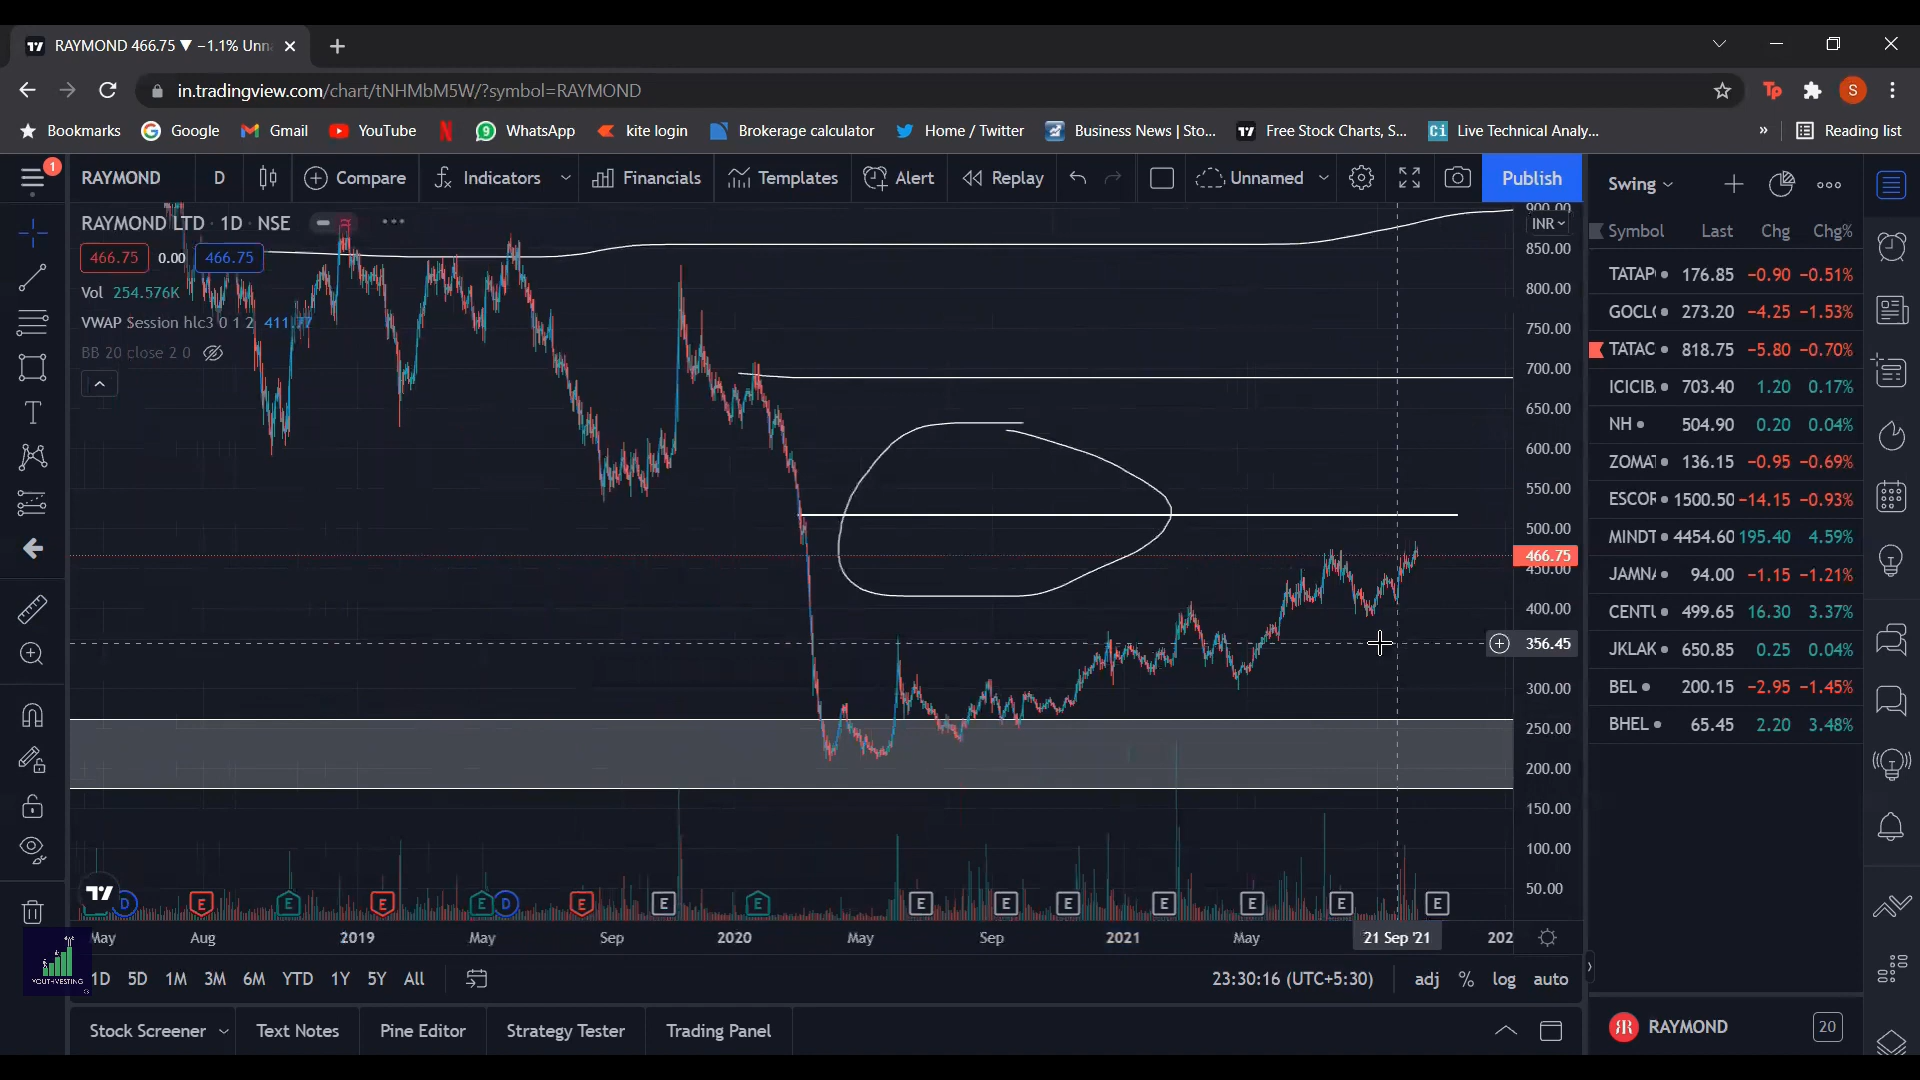 RAYMOND 466.75 ▼ −1.1% Unn
in.tradingview.com/chart/tNHMbM5W/?symbol=RAYMOND
S
Bookmarks Google Gmail YouTube WhatsApp kite login Brokerage calculator Home / Twitter Business News | Sto... Free Stock Charts, S... Live Technical Analy... » Reading list
1
RAYMOND D Compare Indicators Financials Templates Alert Replay Unnamed Publish
RAYMOND LTD · 1D · NSE
466.75 0.00 466.75
Vol 254.576K
VWAP Session hlc3 0 1 2 411.77
BB 20 close 2 0
900.00
INR
850.00
800.00
750.00
700.00
650.00
600.00
550.00
500.00
466.75
450.00
400.00
356.45
300.00
250.00
200.00
150.00
100.00
50.00
D E E E E D E E E E E E E E E E
May Aug 2019 May Sep 2020 May Sep 2021 May 21 Sep '21 202
YOUTHVESTING
1D 5D 1M 3M 6M YTD 1Y 5Y All 23:30:16 (UTC+5:30) adj % log auto
Stock Screener Text Notes Pine Editor Strategy Tester Trading Panel
Swing
Symbol Last Chg Chg%
TATAP 176.85 −0.90 −0.51%
GOCL 273.20 −4.25 −1.53%
TATAC 818.75 −5.80 −0.70%
ICICIB 703.40 1.20 0.17%
NH 504.90 0.20 0.04%
ZOMAT 136.15 −0.95 −0.69%
ESCOR 1500.50 −14.15 −0.93%
MINDT 4454.60 195.40 4.59%
JAMNA 94.00 −1.15 −1.21%
CENTU 499.65 16.30 3.37%
JKLAK 650.85 0.25 0.04%
BEL 200.15 −2.95 −1.45%
BHEL 65.45 2.20 3.48%
RAYMOND 20